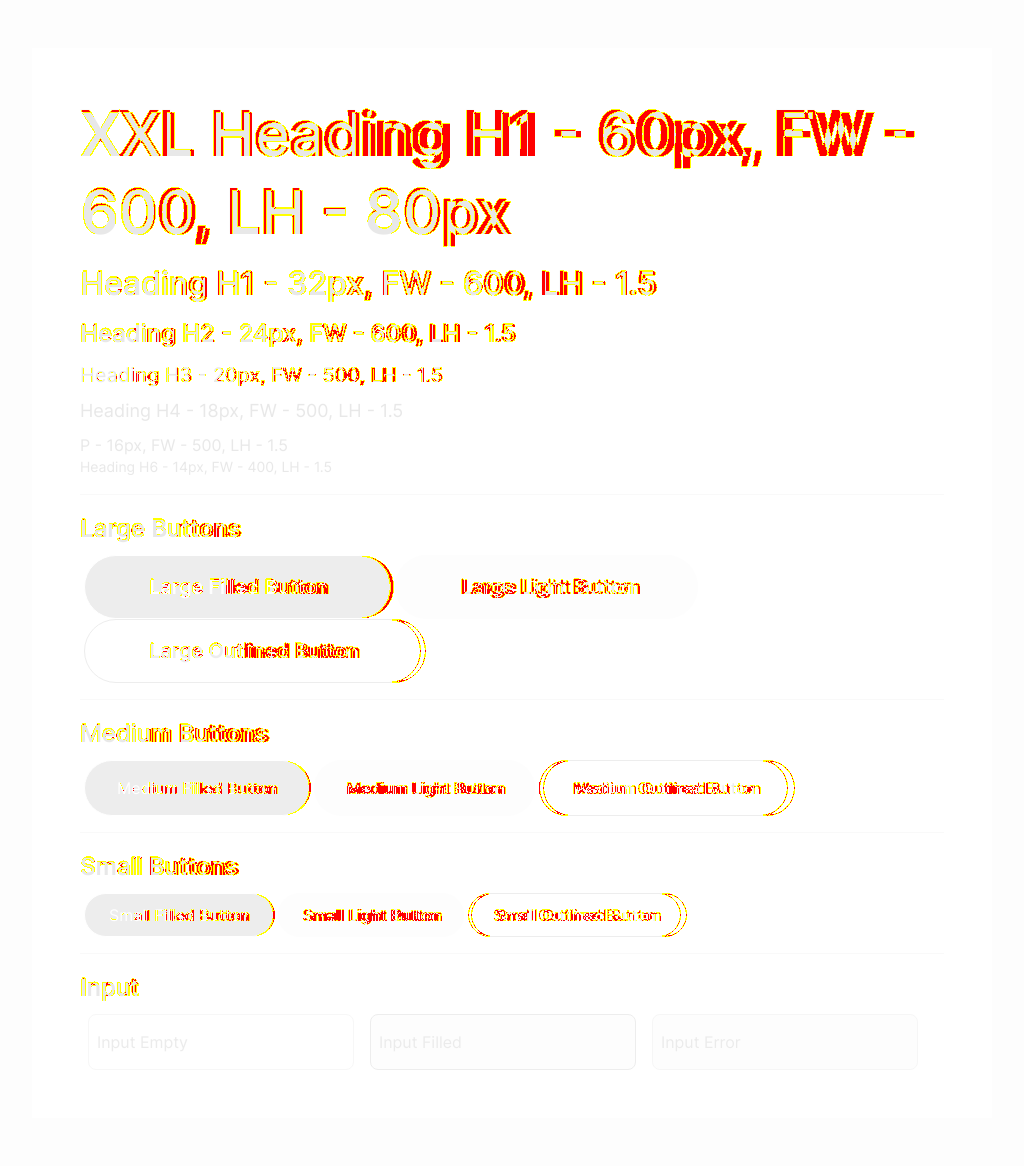 XXL Heading H1 - 60px, FW -
600, LH - 80px
Heading H1 - 32px, FW - 600, LH - 1.5
Heading H2 - 24px, FW - 600, LH - 1.5
Heading H3 - 20px, FW - 500, LH - 1.5
Heading H4 - 18px, FW - 500, LH - 1.5
P - 16px, FW - 500, LH - 1.5
Heading H6 - 14px, FW - 400, LH - 1.5
Large Buttons
Large Filled Button Large Light Button
Large Outlined Button
Medium Buttons
Medium Filled Button Medium Light Button Medium Outlined Button
Small Buttons
Small Filled Button Small Light Button Small Outlined Button
Input
Input Empty Input Filled Input Error